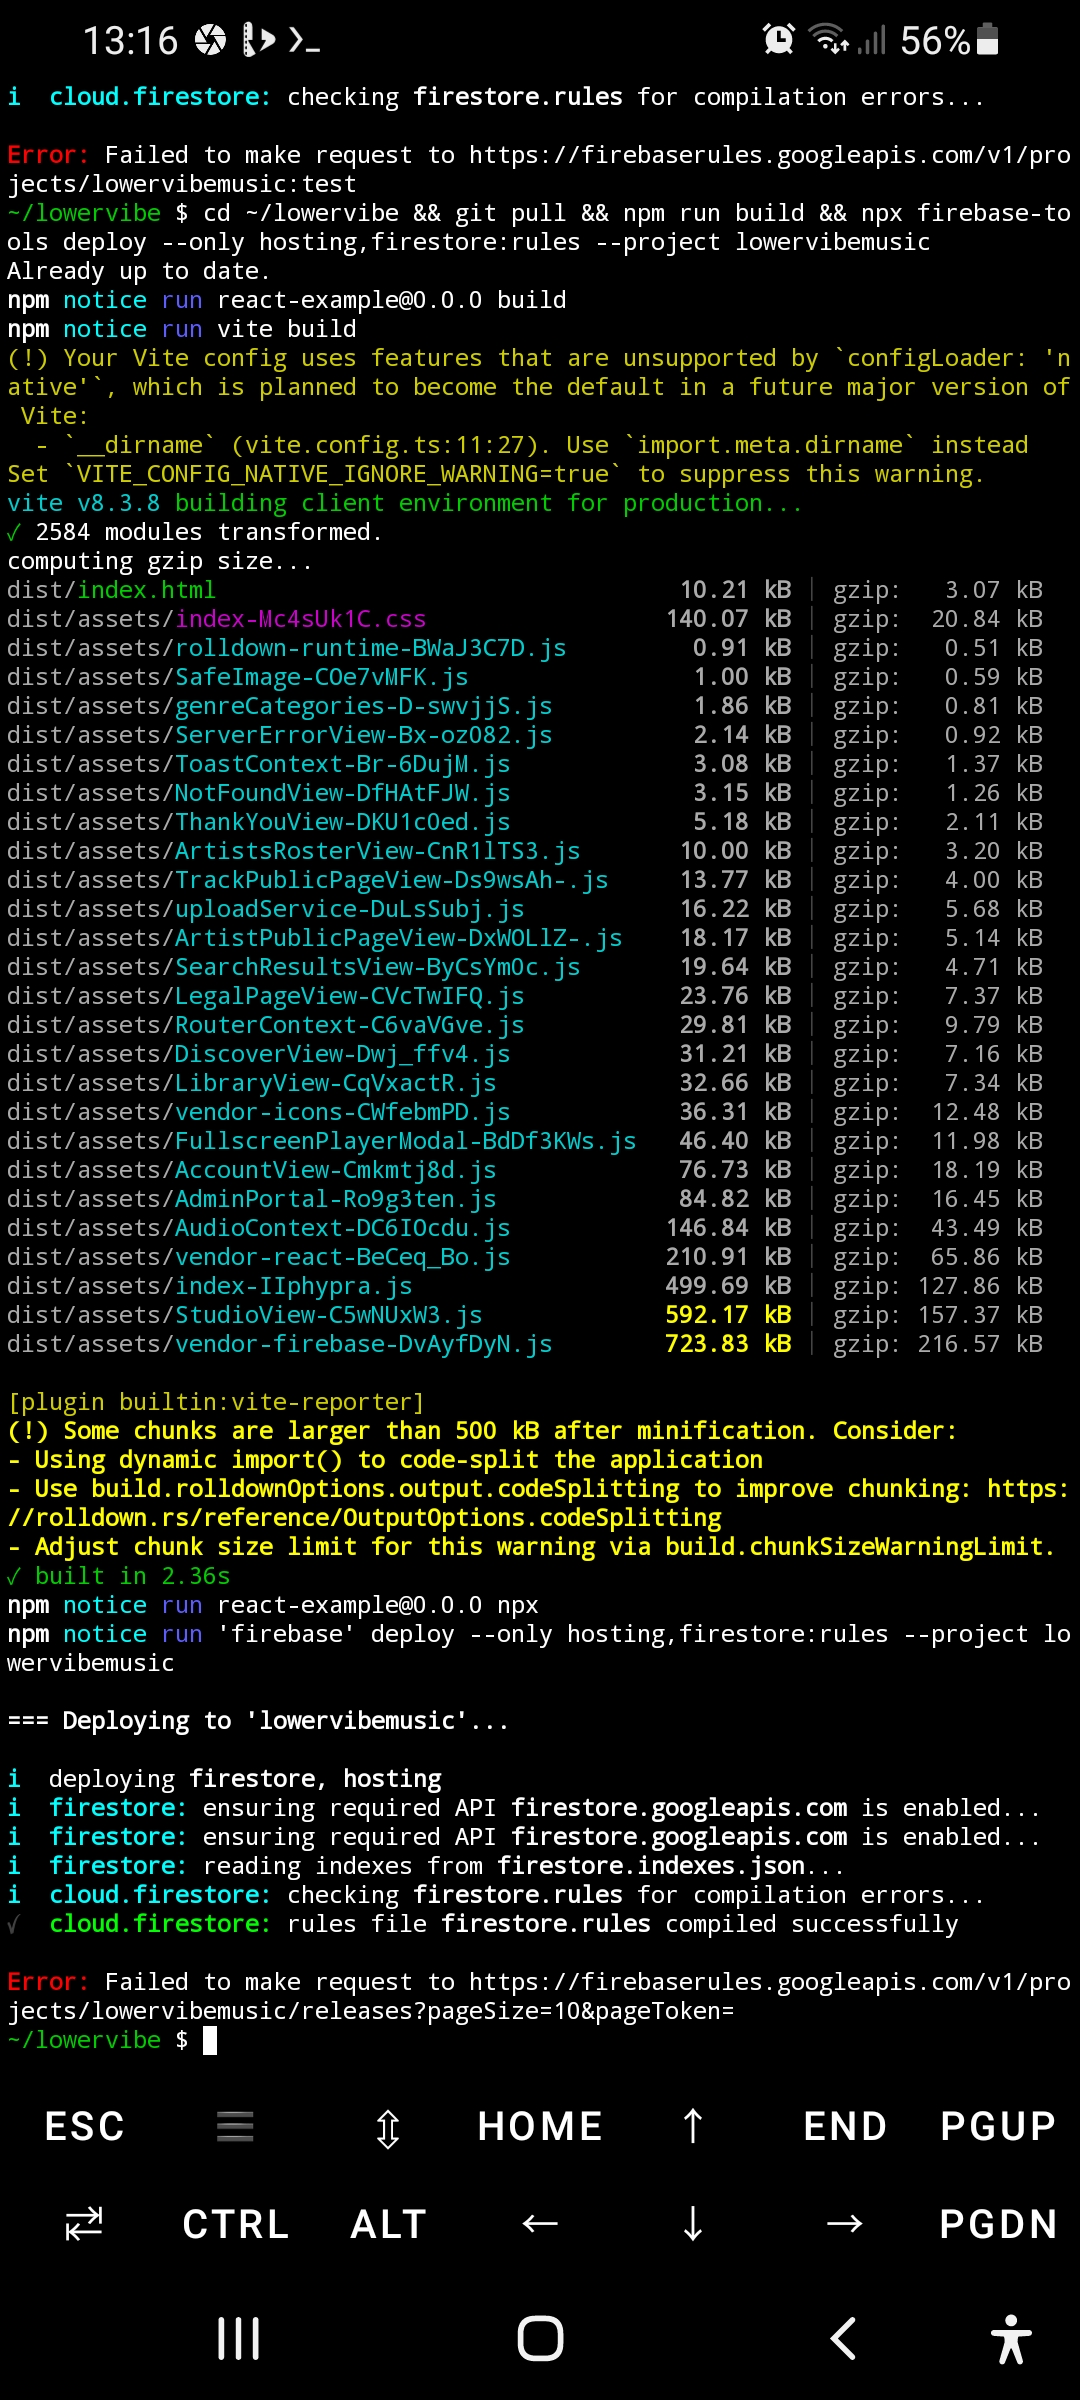 13:16 56%
i  cloud.firestore: checking firestore.rules for compilation errors...
Error: Failed to make request to https://firebaserules.googleapis.com/v1/pro
jects/lowervibemusic:test
~/lowervibe $ cd ~/lowervibe && git pull && npm run build && npx firebase-to
ols deploy --only hosting,firestore:rules --project lowervibemusic
Already up to date.
npm notice run react-example@0.0.0 build
npm notice run vite build
(!) Your Vite config uses features that are unsupported by `configLoader: 'n
ative'`, which is planned to become the default in a future major version of
 Vite:
  - `__dirname` (vite.config.ts:11:27). Use `import.meta.dirname` instead
Set `VITE_CONFIG_NATIVE_IGNORE_WARNING=true` to suppress this warning.
vite v8.3.8 building client environment for production...
✓ 2584 modules transformed.
computing gzip size...
dist/index.html 10.21 kB │ gzip: 3.07 kB
dist/assets/index-Mc4sUk1C.css 140.07 kB │ gzip: 20.84 kB
dist/assets/rolldown-runtime-BWaJ3C7D.js 0.91 kB │ gzip: 0.51 kB
dist/assets/SafeImage-COe7vMFK.js 1.00 kB │ gzip: 0.59 kB
dist/assets/genreCategories-D-swvjjS.js 1.86 kB │ gzip: 0.81 kB
dist/assets/ServerErrorView-Bx-oz082.js 2.14 kB │ gzip: 0.92 kB
dist/assets/ToastContext-Br-6DujM.js 3.08 kB │ gzip: 1.37 kB
dist/assets/NotFoundView-DfHAtFJW.js 3.15 kB │ gzip: 1.26 kB
dist/assets/ThankYouView-DKU1cOed.js 5.18 kB │ gzip: 2.11 kB
dist/assets/ArtistsRosterView-CnR1lTS3.js 10.00 kB │ gzip: 3.20 kB
dist/assets/TrackPublicPageView-Ds9wsAh-.js 13.77 kB │ gzip: 4.00 kB
dist/assets/uploadService-DuLsSubj.js 16.22 kB │ gzip: 5.68 kB
dist/assets/ArtistPublicPageView-DxWOLlZ-.js 18.17 kB │ gzip: 5.14 kB
dist/assets/SearchResultsView-ByCsYmOc.js 19.64 kB │ gzip: 4.71 kB
dist/assets/LegalPageView-CVcTwIFQ.js 23.76 kB │ gzip: 7.37 kB
dist/assets/RouterContext-C6vaVGve.js 29.81 kB │ gzip: 9.79 kB
dist/assets/DiscoverView-Dwj_ffv4.js 31.21 kB │ gzip: 7.16 kB
dist/assets/LibraryView-CqVxactR.js 32.66 kB │ gzip: 7.34 kB
dist/assets/vendor-icons-CWfebmPD.js 36.31 kB │ gzip: 12.48 kB
dist/assets/FullscreenPlayerModal-BdDf3KWs.js 46.40 kB │ gzip: 11.98 kB
dist/assets/AccountView-Cmkmtj8d.js 76.73 kB │ gzip: 18.19 kB
dist/assets/AdminPortal-Ro9g3ten.js 84.82 kB │ gzip: 16.45 kB
dist/assets/AudioContext-DC6IOcdu.js 146.84 kB │ gzip: 43.49 kB
dist/assets/vendor-react-BeCeq_Bo.js 210.91 kB │ gzip: 65.86 kB
dist/assets/index-IIphypra.js 499.69 kB │ gzip: 127.86 kB
dist/assets/StudioView-C5wNUxW3.js 592.17 kB │ gzip: 157.37 kB
dist/assets/vendor-firebase-DvAyfDyN.js 723.83 kB │ gzip: 216.57 kB
[plugin builtin:vite-reporter]
(!) Some chunks are larger than 500 kB after minification. Consider:
- Using dynamic import() to code-split the application
- Use build.rolldownOptions.output.codeSplitting to improve chunking: https:
//rolldown.rs/reference/OutputOptions.codeSplitting
- Adjust chunk size limit for this warning via build.chunkSizeWarningLimit.
✓ built in 2.36s
npm notice run react-example@0.0.0 npx
npm notice run 'firebase' deploy --only hosting,firestore:rules --project lo
wervibemusic
=== Deploying to 'lowervibemusic'...
i  deploying firestore, hosting
i  firestore: ensuring required API firestore.googleapis.com is enabled...
i  firestore: ensuring required API firestore.googleapis.com is enabled...
i  firestore: reading indexes from firestore.indexes.json...
i  cloud.firestore: checking firestore.rules for compilation errors...
✓  cloud.firestore: rules file firestore.rules compiled successfully
Error: Failed to make request to https://firebaserules.googleapis.com/v1/pro
jects/lowervibemusic/releases?pageSize=10&pageToken=
~/lowervibe $
ESC ☰ ⇳ HOME ↑ END PGUP
⇄ CTRL ALT ← ↓ → PGDN